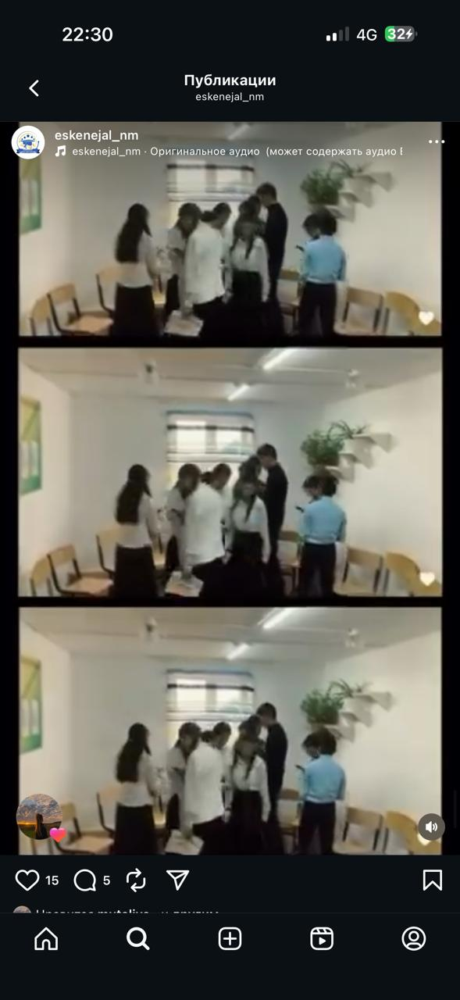 22:30
4G
32
Публикации
eskenejal_nm
eskenejal_nm
eskenejal_nm · Оригинальное аудио (может содержать аудио
15
5